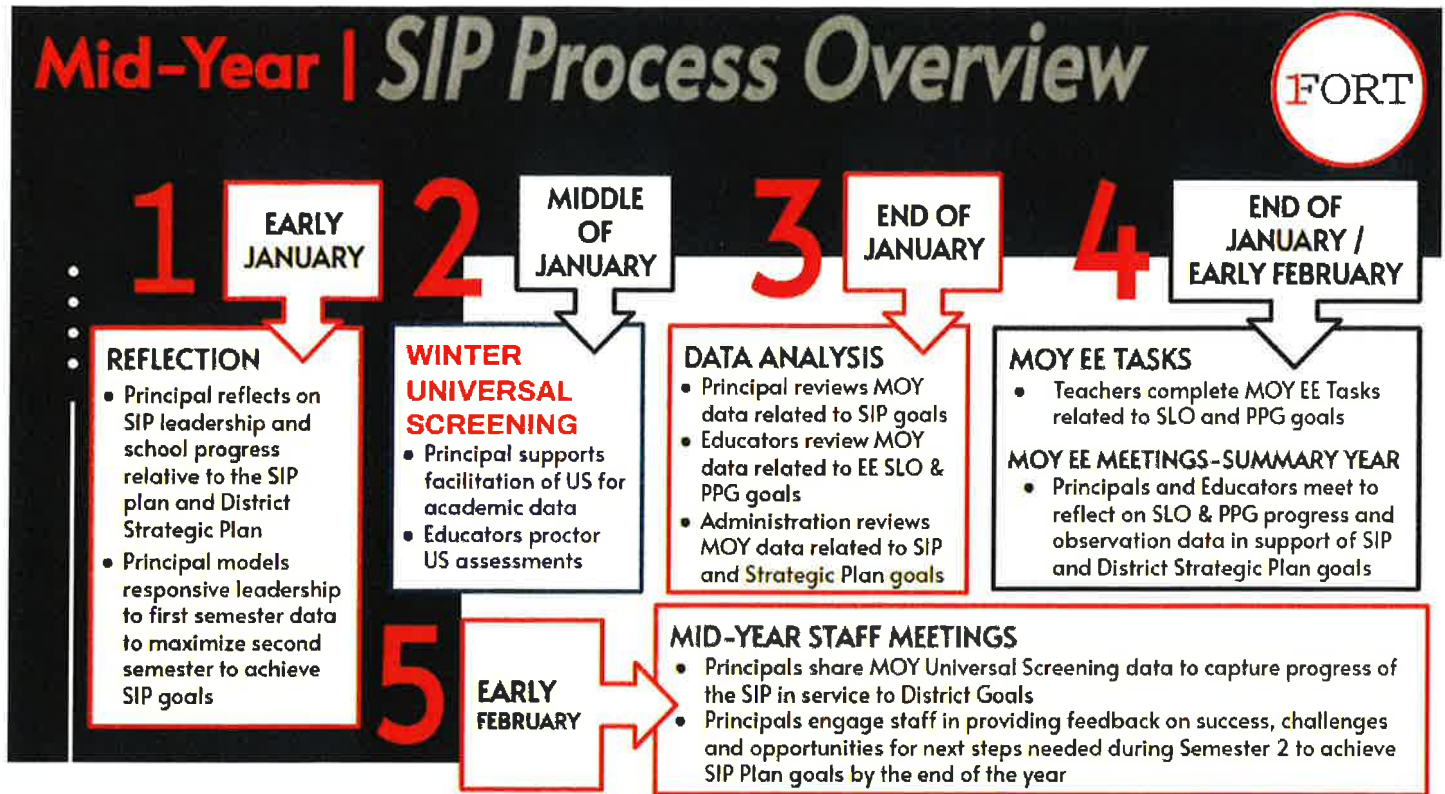 Mid-Year | SIP Process Overview
1FORT
1
EARLY
JANUARY
REFLECTION
• Principal reflects on
SIP leadership and
school progress
relative to the SIP
plan and District
Strategic Plan
• Principal models
responsive leadership
to first semester data
to maximize second
semester to achieve
SIP goals
2
MIDDLE
OF
JANUARY
WINTER
UNIVERSAL
SCREENING
• Principal supports
facilitation of US for
academic data
• Educators proctor
US assessments
3
END OF
JANUARY
DATA ANALYSIS
• Principal reviews MOY
data related to SIP goals
• Educators review MOY
data related to EE SLO &
PPG goals
• Administration reviews
MOY data related to SIP
and Strategic Plan goals
4
END OF
JANUARY /
EARLY FEBRUARY
MOY EE TASKS
• Teachers complete MOY EE Tasks
related to SLO and PPG goals
MOY EE MEETINGS-SUMMARY YEAR
• Principals and Educators meet to
reflect on SLO & PPG progress and
observation data in support of SIP
and District Strategic Plan goals
5
EARLY
FEBRUARY
MID-YEAR STAFF MEETINGS
• Principals share MOY Universal Screening data to capture progress of
the SIP in service to District Goals
• Principals engage staff in providing feedback on success, challenges
and opportunities for next steps needed during Semester 2 to achieve
SIP Plan goals by the end of the year